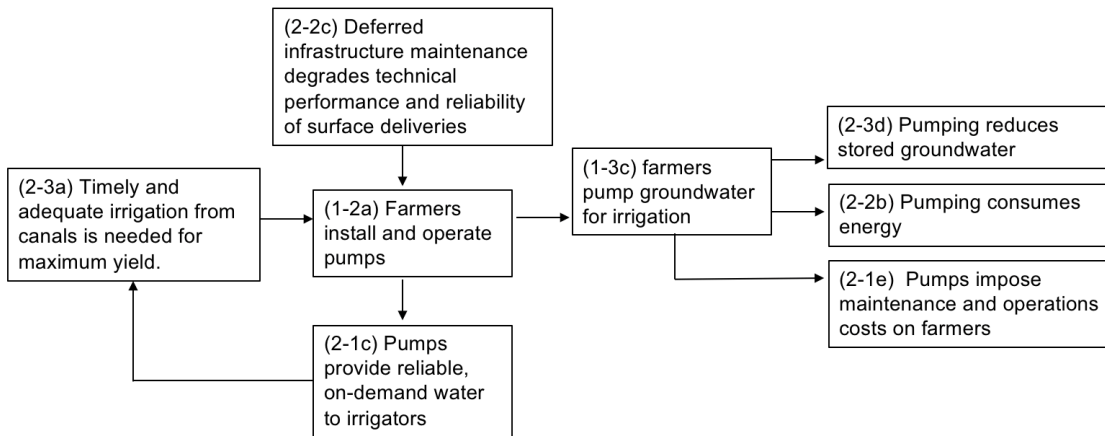 (2-2c) Deferred
infrastructure maintenance
degrades technical
performance and reliability
of surface deliveries
(2-3a) Timely and
adequate irrigation from
canals is needed for
maximum yield.
(1-2a) Farmers
install and operate
pumps
(2-1c) Pumps
provide reliable,
on-demand water
to irrigators
(1-3c) farmers
pump groundwater
for irrigation
(2-3d) Pumping reduces
stored groundwater
(2-2b) Pumping consumes
energy
(2-1e)  Pumps impose
maintenance and operations
costs on farmers